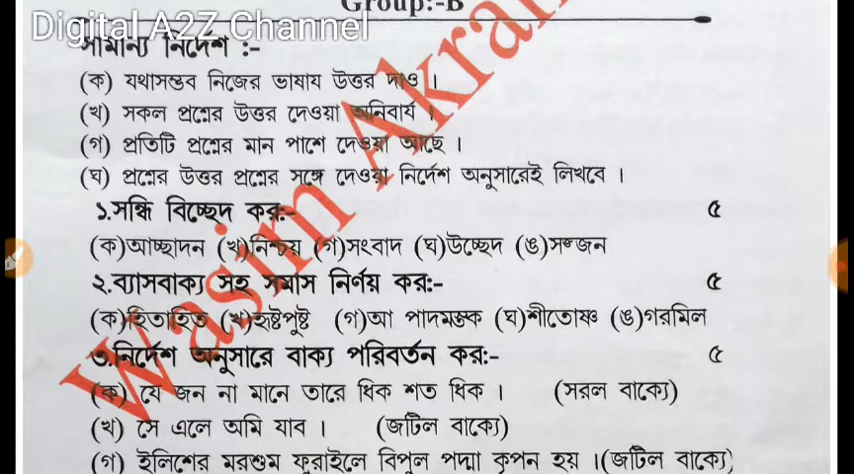 Group:-B
Digital A2Z Channel
সামান্য নির্দেশ :-
(ক) যথাসম্ভব নিজের ভাষায উত্তর দাও ।
(খ) সকল প্রশ্নের উত্তর দেওয়া অনিবার্য ।
(গ) প্রতিটি প্রশ্নের মান পাশে দেওয়া আছে ।
(ঘ) প্রশ্নের উত্তর প্রশ্নের সঙ্গে দেওয়া নির্দেশ অনুসারেই লিখবে ।
১.সন্ধি বিচ্ছেদ কর:- ৫
(ক)আচ্ছাদন (খ)নিশ্চয় (গ)সংবাদ (ঘ)উচ্ছেদ (ঙ)সজ্জন
২.ব্যাসবাক্য সহ সমাস নির্ণয় কর:- ৫
(ক)হিতাহিত (খ)হৃষ্টপুষ্ট (গ)আ পাদমস্তক (ঘ)শীতোষ্ণ (ঙ)গরমিল
৩.নির্দেশ অনুসারে বাক্য পরিবর্তন কর:- ৫
(ক) যে জন না মানে তারে ধিক শত ধিক । (সরল বাক্যে)
(খ) সে এলে অমি যাব । (জটিল বাক্যে)
(গ) ইলিশের মরশুম ফুরাইলে বিপুল পদ্মা কৃপন হয় ।(জটিল বাক্যে)
Wasim Akram